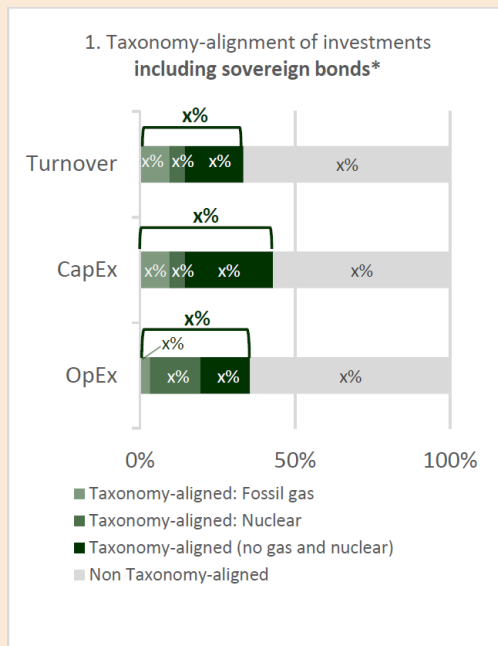 1. Taxonomy-alignment of investments
including sovereign bonds*
x%
Turnover
x% x% x% x%
x%
CapEx
x% x% x% x%
x%
x%
OpEx
x% x% x%
0% 50% 100%
Taxonomy-aligned: Fossil gas
Taxonomy-aligned: Nuclear
Taxonomy-aligned (no gas and nuclear)
Non Taxonomy-aligned